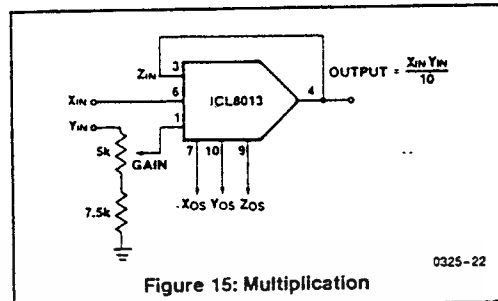 ZIN
3
XIN
6
ICL8013
4
OUTPUT = XIN YIN
10
YIN
1
5k
GAIN
7 10 9
XOS YOS ZOS
7.5k
0325-22
Figure 15: Multiplication